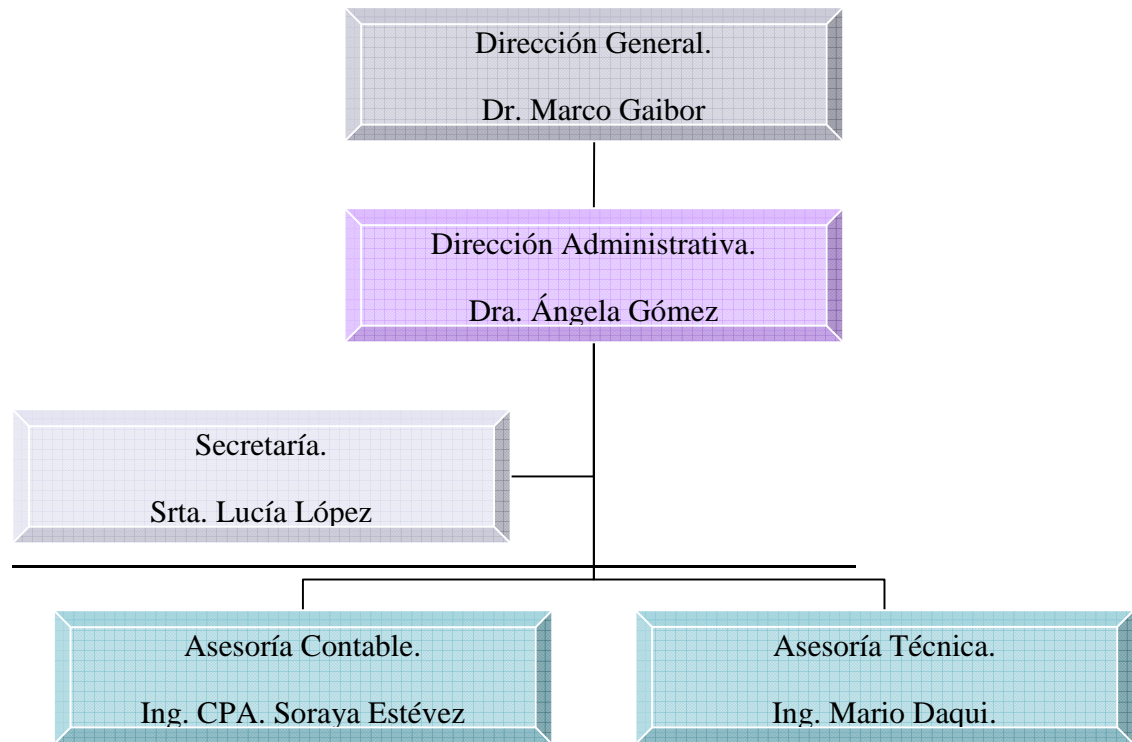 Dirección General.
Dr. Marco Gaibor
Dirección Administrativa.
Dra. Ángela Gómez
Secretaría.
Srta. Lucía López
Asesoría Contable.
Ing. CPA. Soraya Estévez
Asesoría Técnica.
Ing. Mario Daqui.